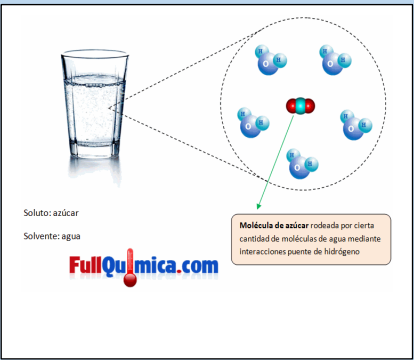 H
H
O
H
H
O
H
H
O
H
H
O
H
H
O
Soluto: azúcar
Solvente: agua
Molécula de azúcar rodeada por cierta
cantidad de moléculas de agua mediante
interacciones puente de hidrógeno
FullQuímica.com